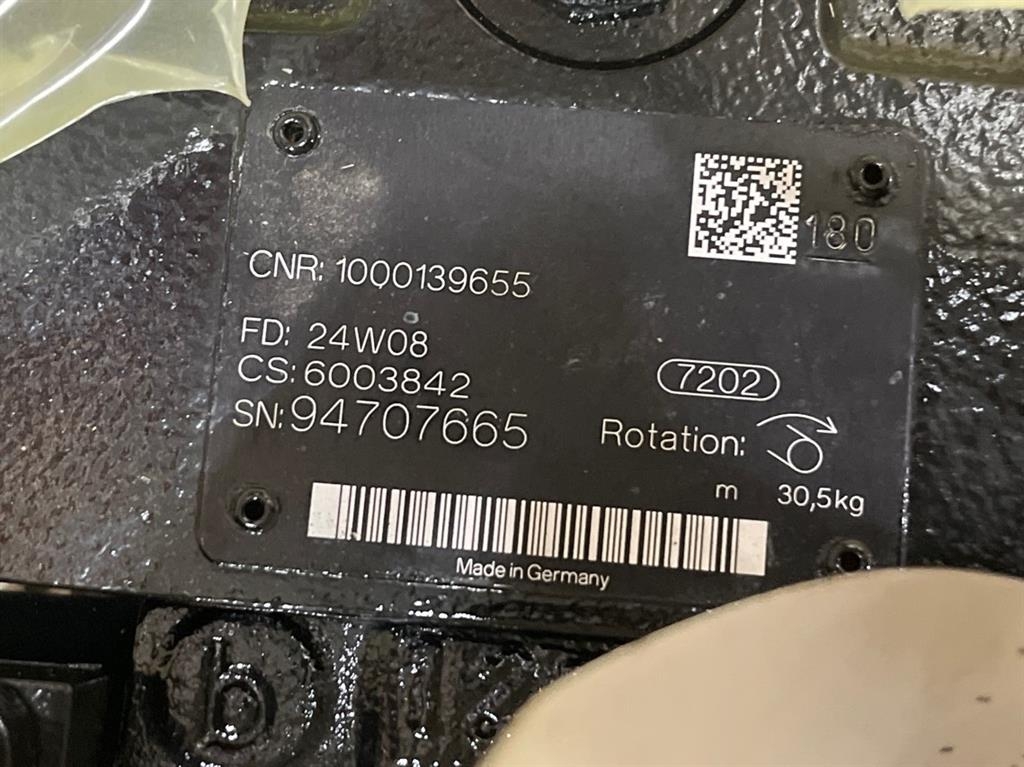 180
CNR: 1000139655
FD: 24W08
CS: 6003842
SN: 94707665
7202
Rotation:
m 30,5kg
Made in Germany
b